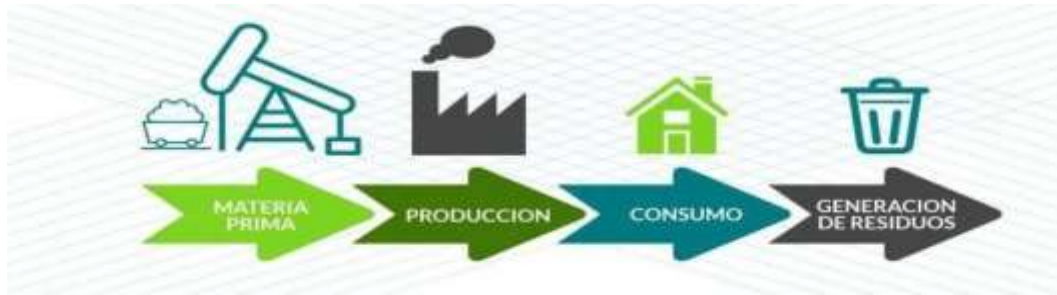 MATERIA
PRIMA
PRODUCCION
CONSUMO
GENERACION
DE RESIDUOS